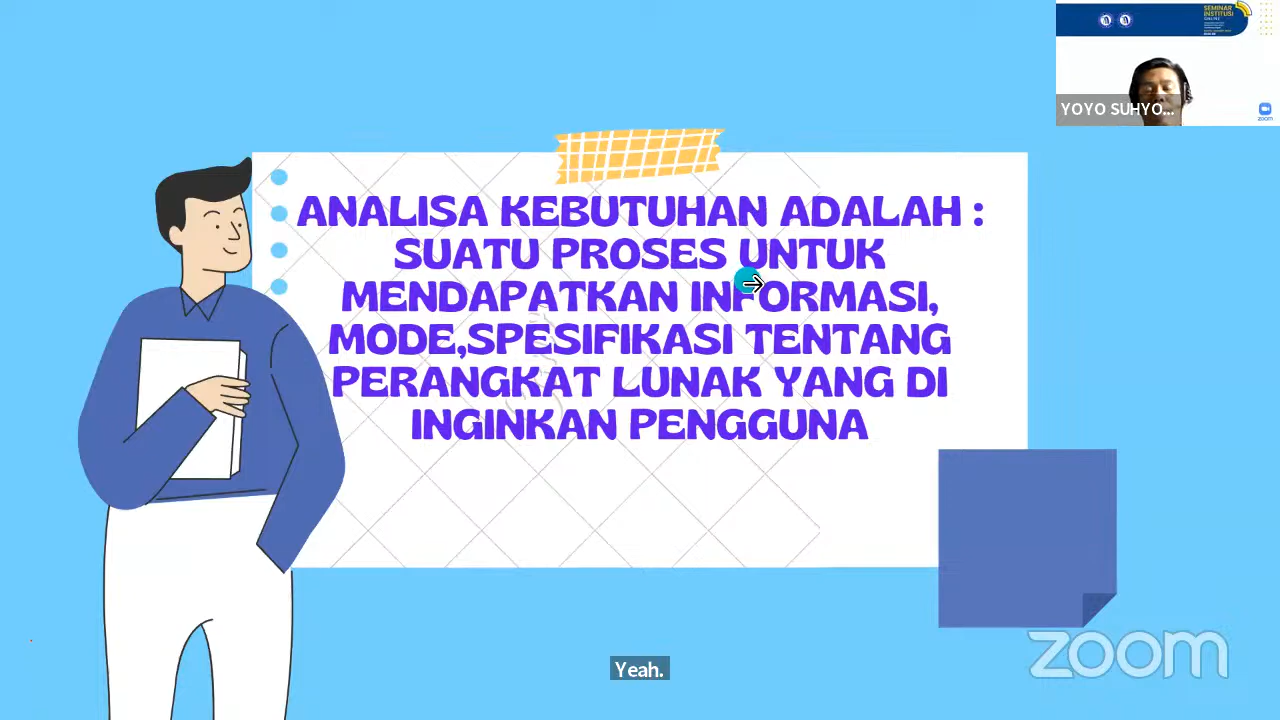 SEMINAR
INSTITUSI
YOYO SUHYO...
zoom
ANALISA KEBUTUHAN ADALAH :
SUATU PROSES UNTUK
MENDAPATKAN INFORMASI,
MODE,SPESIFIKASI TENTANG
PERANGKAT LUNAK YANG DI
INGINKAN PENGGUNA
zoom
Yeah.